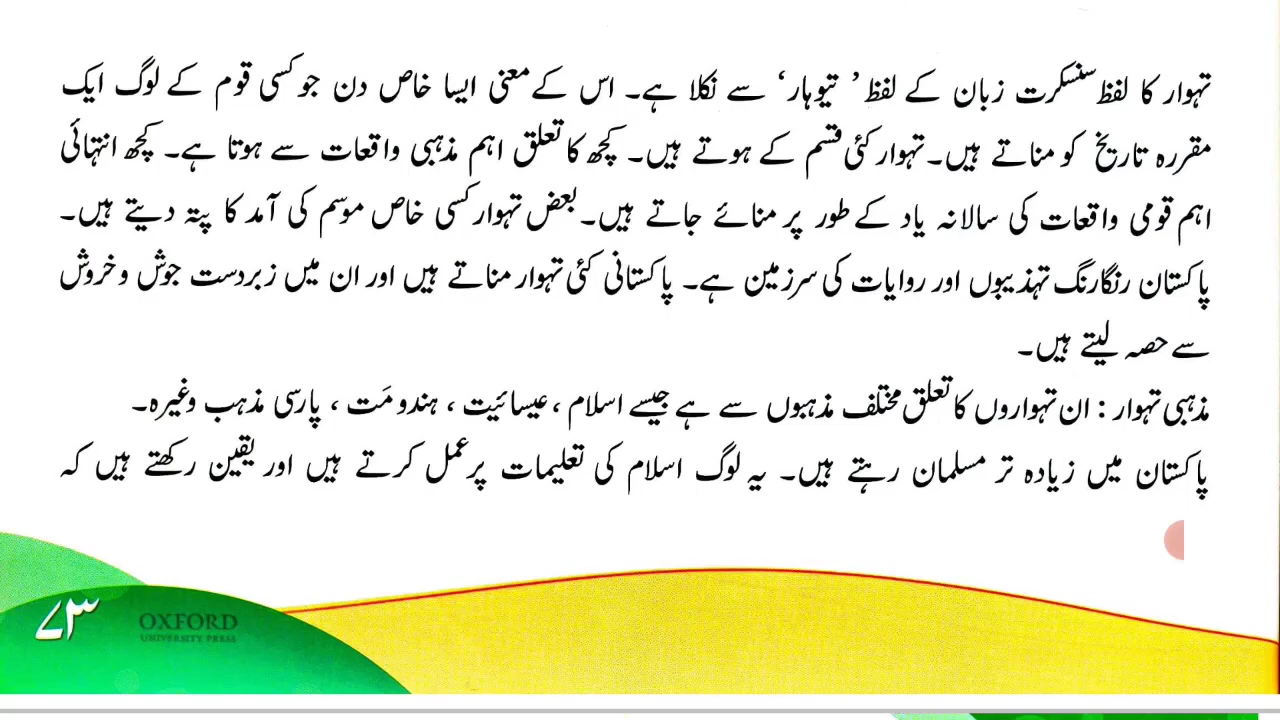 تہوار کا لفظ سنسکرت زبان کے لفظ ’ تیوہار‘ سے نکلا ہے۔ اس کے معنی ایسا خاص دن جو کسی قوم کے لوگ ایک
مقررہ تاریخ کو مناتے ہیں۔ تہوار کئی قسم کے ہوتے ہیں۔ کچھ کا تعلق اہم مذہبی واقعات سے ہوتا ہے۔ کچھ انتہائی
اہم قومی واقعات کی سالانہ یاد کے طور پر منائے جاتے ہیں۔ بعض تہوار کسی خاص موسم کی آمد کا پتہ دیتے ہیں۔
پاکستان رنگارنگ تہذیبوں اور روایات کی سرزمین ہے۔ پاکستانی کئی تہوار مناتے ہیں اور ان میں زبردست جوش و خروش
سے حصہ لیتے ہیں۔
مذہبی تہوار : ان تہواروں کا تعلق مختلف مذہبوں سے ہے جیسے اسلام ، عیسائیت ، ہندو مَت ، پارسی مذہب وغیرہ۔
پاکستان میں زیادہ تر مسلمان رہتے ہیں۔ یہ لوگ اسلام کی تعلیمات پر عمل کرتے ہیں اور یقین رکھتے ہیں کہ
۷۳
OXFORD
UNIVERSITY PRESS